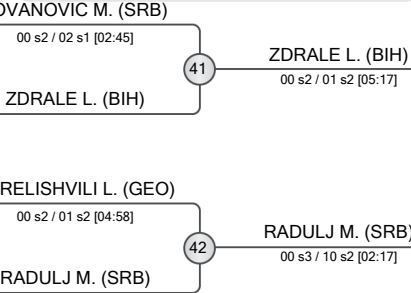 OVANOVIC M. (SRB)
00 s2 / 02 s1 [02:45]
41
ZDRALE L. (BIH)
00 s2 / 01 s2 [05:17]
ZDRALE L. (BIH)
RELISHVILI L. (GEO)
00 s2 / 01 s2 [04:58]
42
RADULJ M. (SRB)
00 s3 / 10 s2 [02:17]
RADULJ M. (SRB)